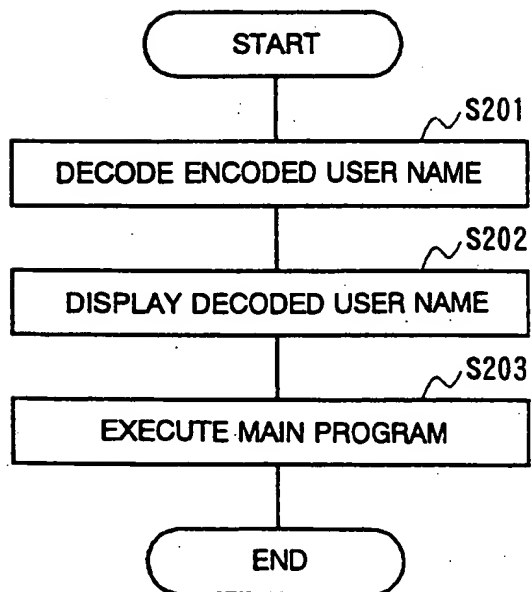 START
S201
DECODE ENCODED USER NAME
S202
DISPLAY DECODED USER NAME
S203
EXECUTE MAIN PROGRAM
END